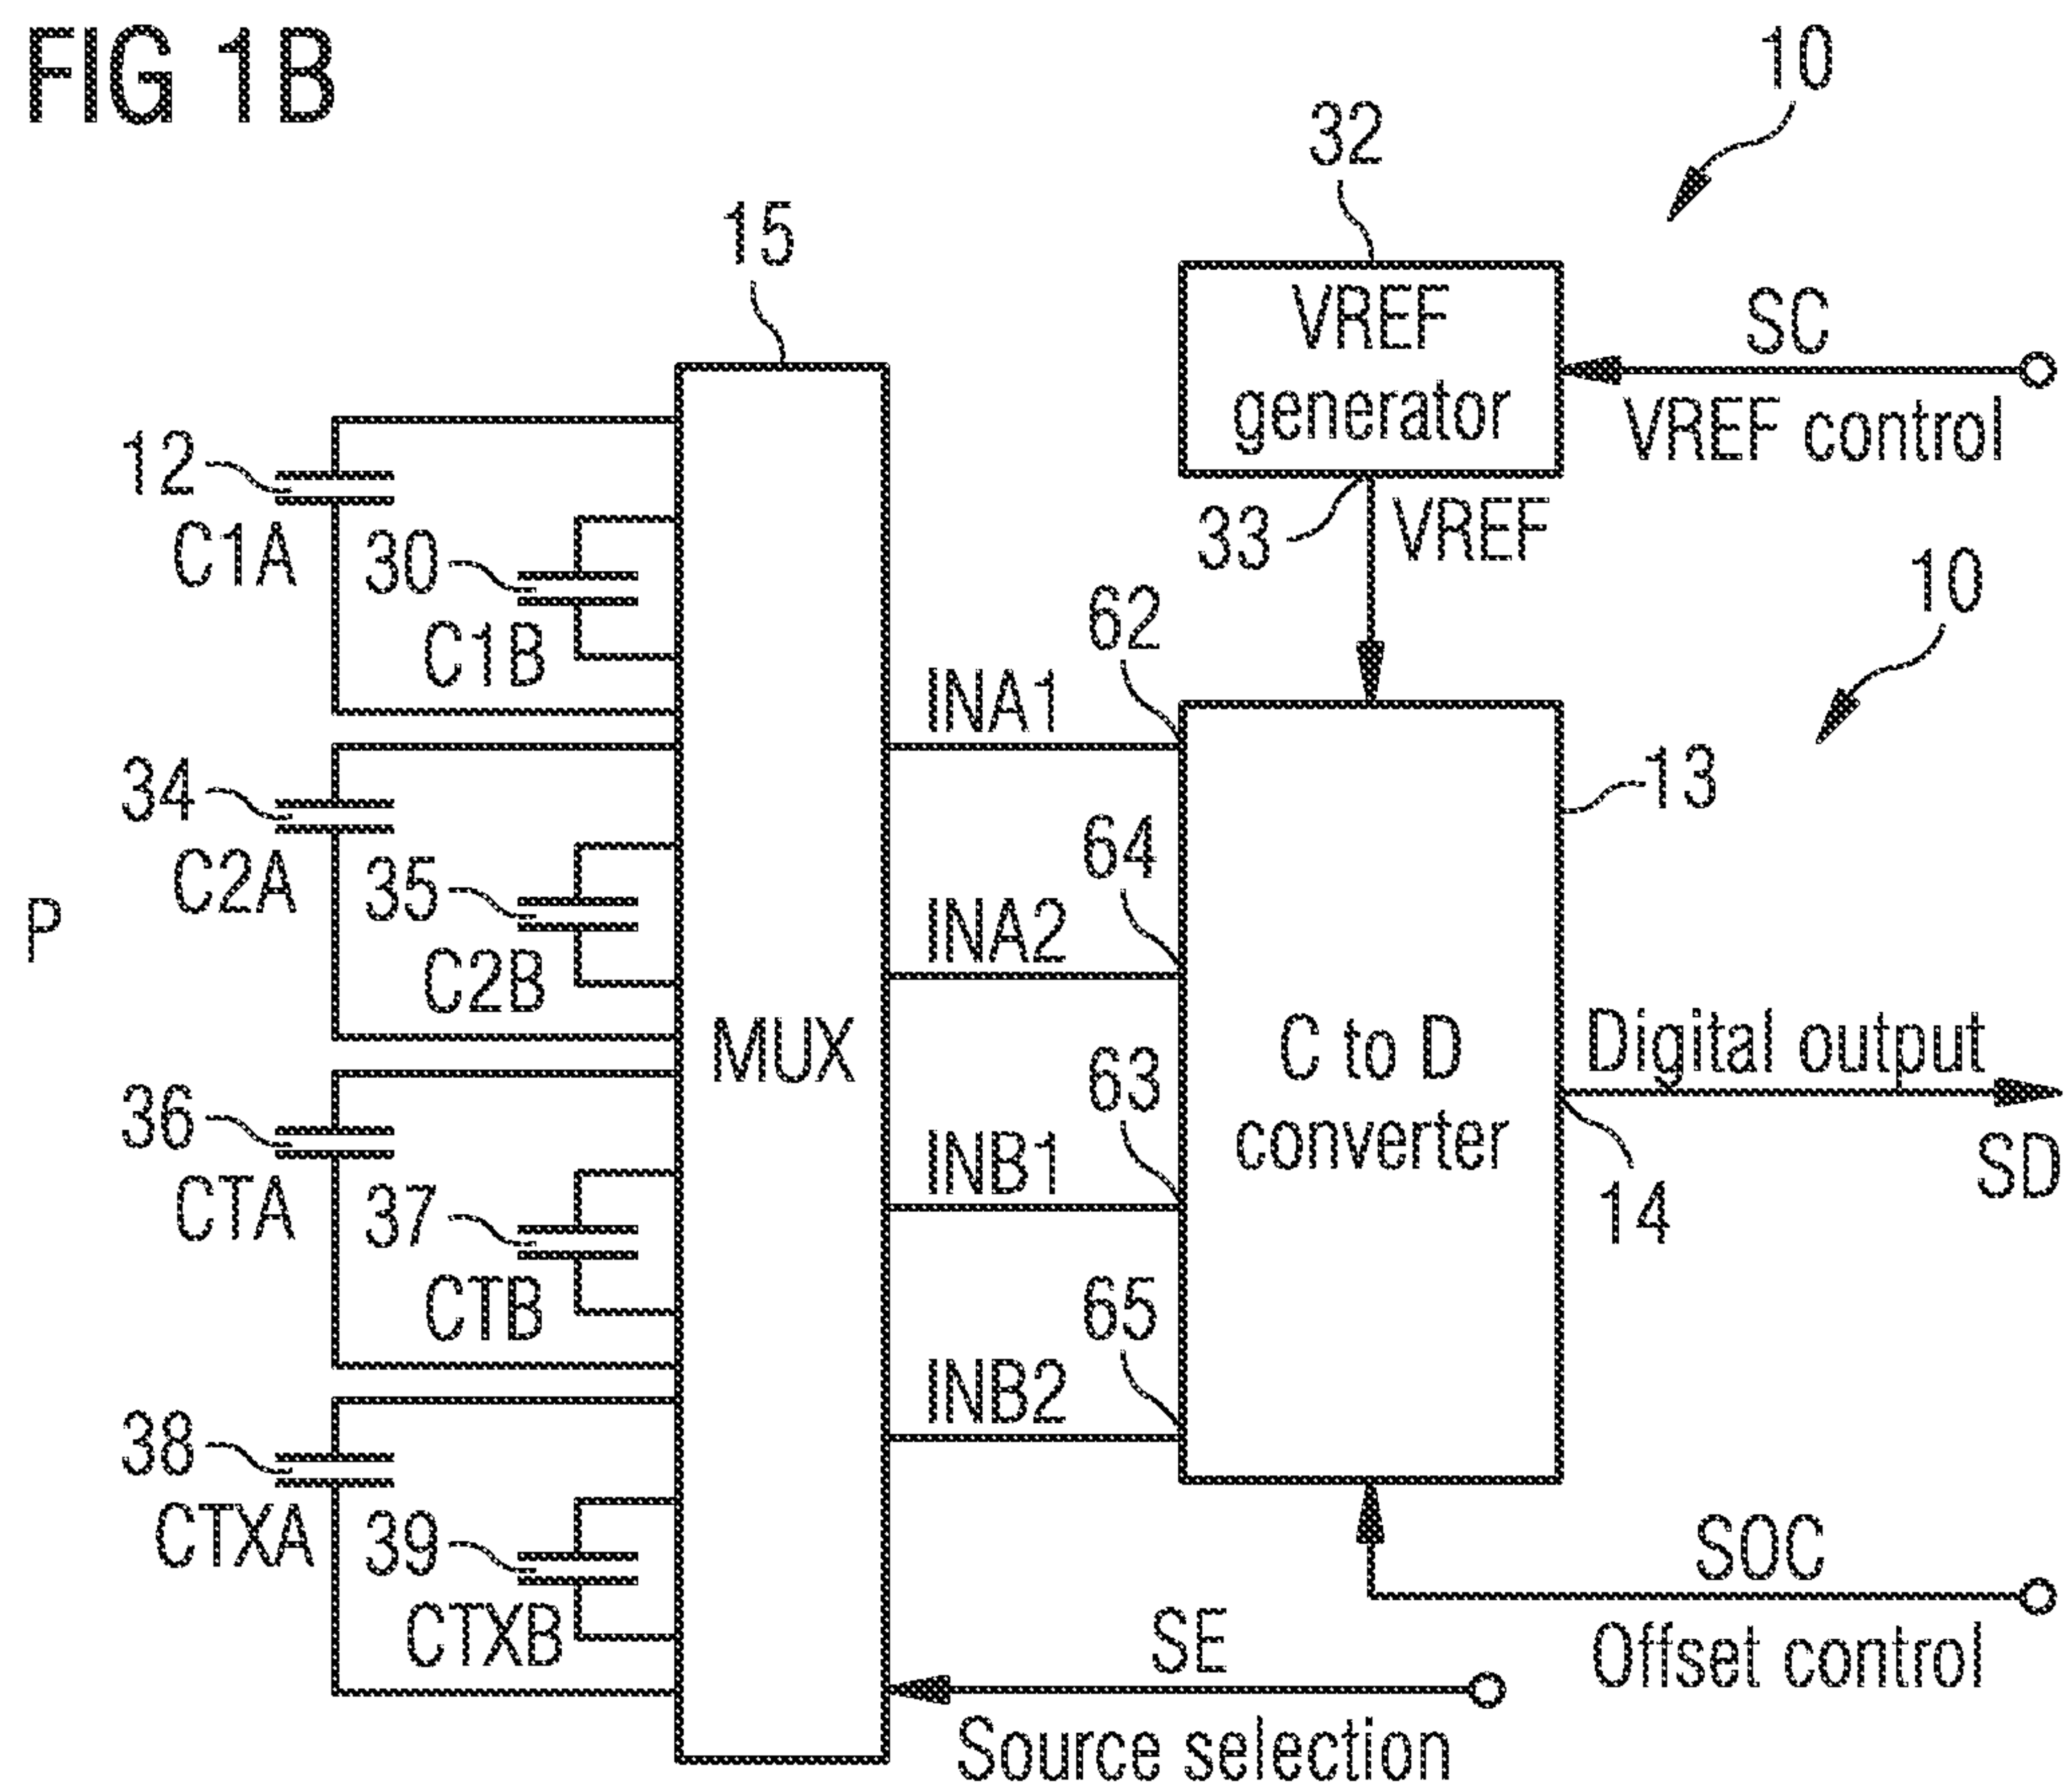 FIG 1B
10
32
15
VREF
generator
SC
VREF control
12
C1A
30
C1B
33
VREF
10
62
INA1
13
34
C2A
35
C2B
P
64
INA2
MUX
C to D
converter
Digital output
SD
14
36
CTA
37
CTB
63
INB1
65
INB2
38
CTXA
39
CTXB
SOC
Offset control
SE
Source selection